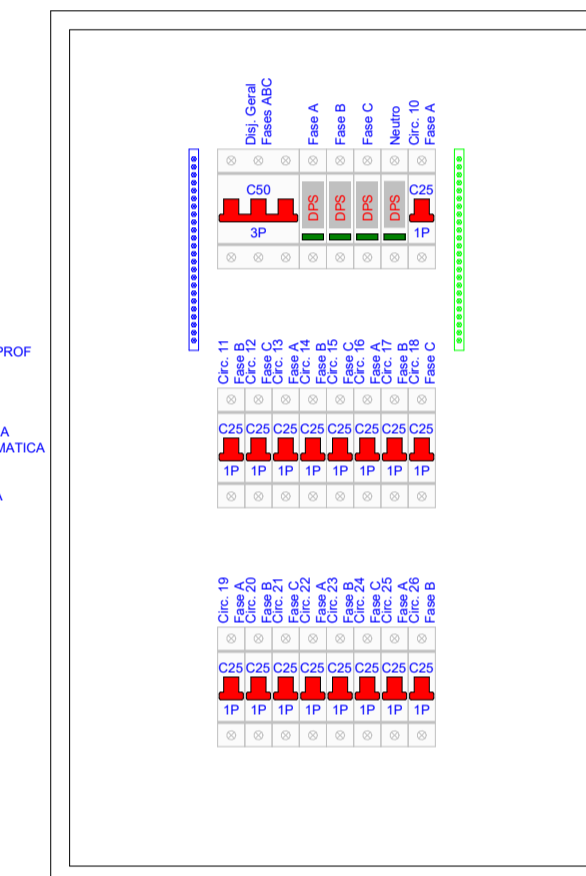 Disj. Geral
Fases ABC
Fase A
Fase B
Fase C
Neutro
Circ. 10
Fase A
C50
DPS
DPS
DPS
DPS
C25
3P
1P
PROF
A
MATICA
A
Circ. 11
Fase B
Circ. 12
Fase C
Circ. 13
Fase A
Circ. 14
Fase B
Circ. 15
Fase C
Circ. 16
Fase A
Circ. 17
Fase B
Circ. 18
Fase C
C25 C25 C25 C25 C25 C25 C25 C25
1P 1P 1P 1P 1P 1P 1P 1P
Circ. 19
Fase A
Circ. 20
Fase B
Circ. 21
Fase C
Circ. 22
Fase A
Circ. 23
Fase B
Circ. 24
Fase C
Circ. 25
Fase A
Circ. 26
Fase B
C25 C25 C25 C25 C25 C25 C25 C25
1P 1P 1P 1P 1P 1P 1P 1P